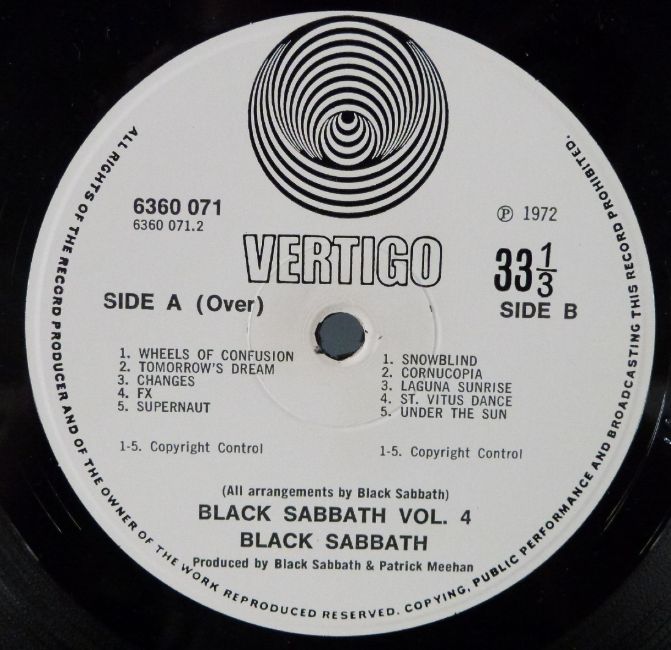 ALL RIGHTS OF THE RECORD PRODUCER AND OF THE OWNER OF THE WORK REPRODUCED RESERVED. COPYING, PUBLIC PERFORMANCE AND BROADCASTING THIS RECORD PROHIBITED.
6360 071
6360 071.2
℗ 1972
VERTIGO
33 1/3
SIDE A (Over)
SIDE B
1. WHEELS OF CONFUSION
2. TOMORROW'S DREAM
3. CHANGES
4. FX
5. SUPERNAUT
1-5. Copyright Control
1. SNOWBLIND
2. CORNUCOPIA
3. LAGUNA SUNRISE
4. ST. VITUS DANCE
5. UNDER THE SUN
1-5. Copyright Control
(All arrangements by Black Sabbath)
BLACK SABBATH VOL. 4
BLACK SABBATH
Produced by Black Sabbath & Patrick Meehan